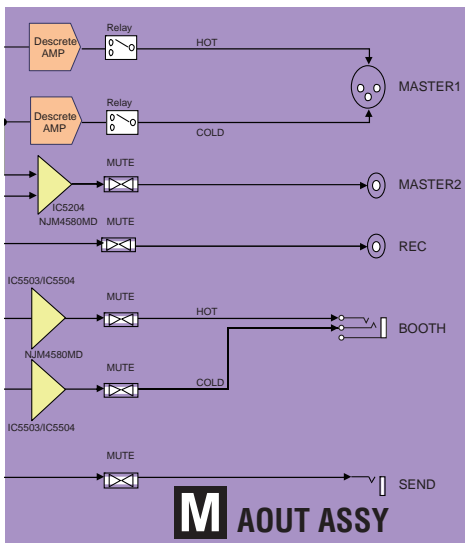 Relay
Descrete
AMP
HOT
MASTER1
Relay
Descrete
AMP
COLD
MUTE
MASTER2
IC5204
NJM4580MD
MUTE
REC
IC5503/IC5504
MUTE
HOT
BOOTH
NJM4580MD
MUTE
COLD
IC5503/IC5504
MUTE
SEND
M AOUT ASSY